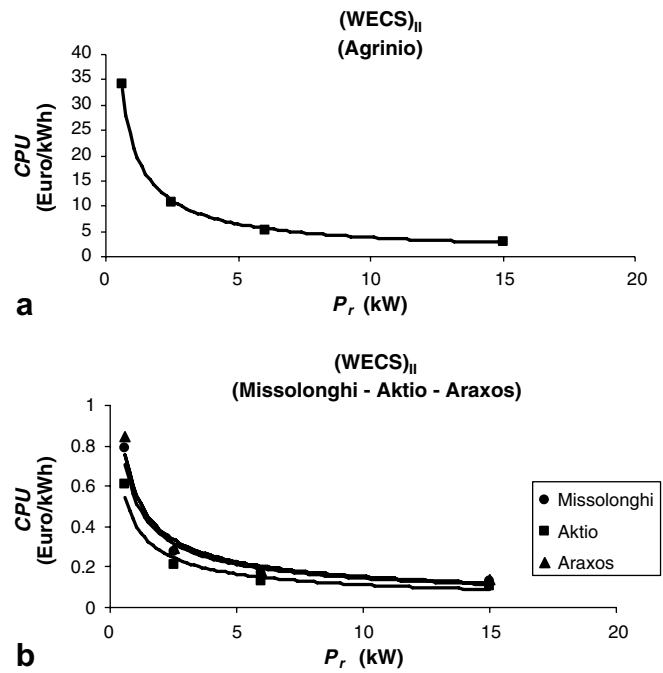 (WECS)II
(Agrinio)
40
35
30
25
20
15
10
5
0
CPU
(Euro/kWh)
0 5 10 15 20
Pr (kW)
a
(WECS)II
(Missolonghi - Aktio - Araxos)
1
0.8
0.6
0.4
0.2
0
CPU
(Euro/kWh)
0 5 10 15 20
Pr (kW)
Missolonghi
Aktio
Araxos
b